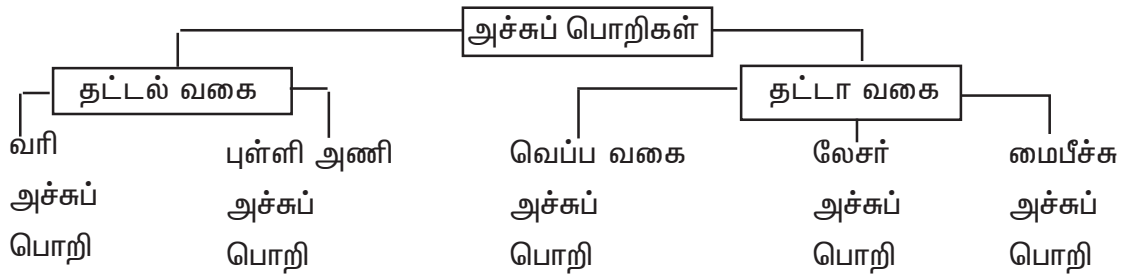 அச்சுப் பொறிகள்
தட்டல் வகை
தட்டா வகை
வரி
அச்சுப்
பொறி
புள்ளி அணி
அச்சுப்
பொறி
வெப்ப வகை
அச்சுப்
பொறி
லேசர்
அச்சுப்
பொறி
மைபீச்சு
அச்சுப்
பொறி